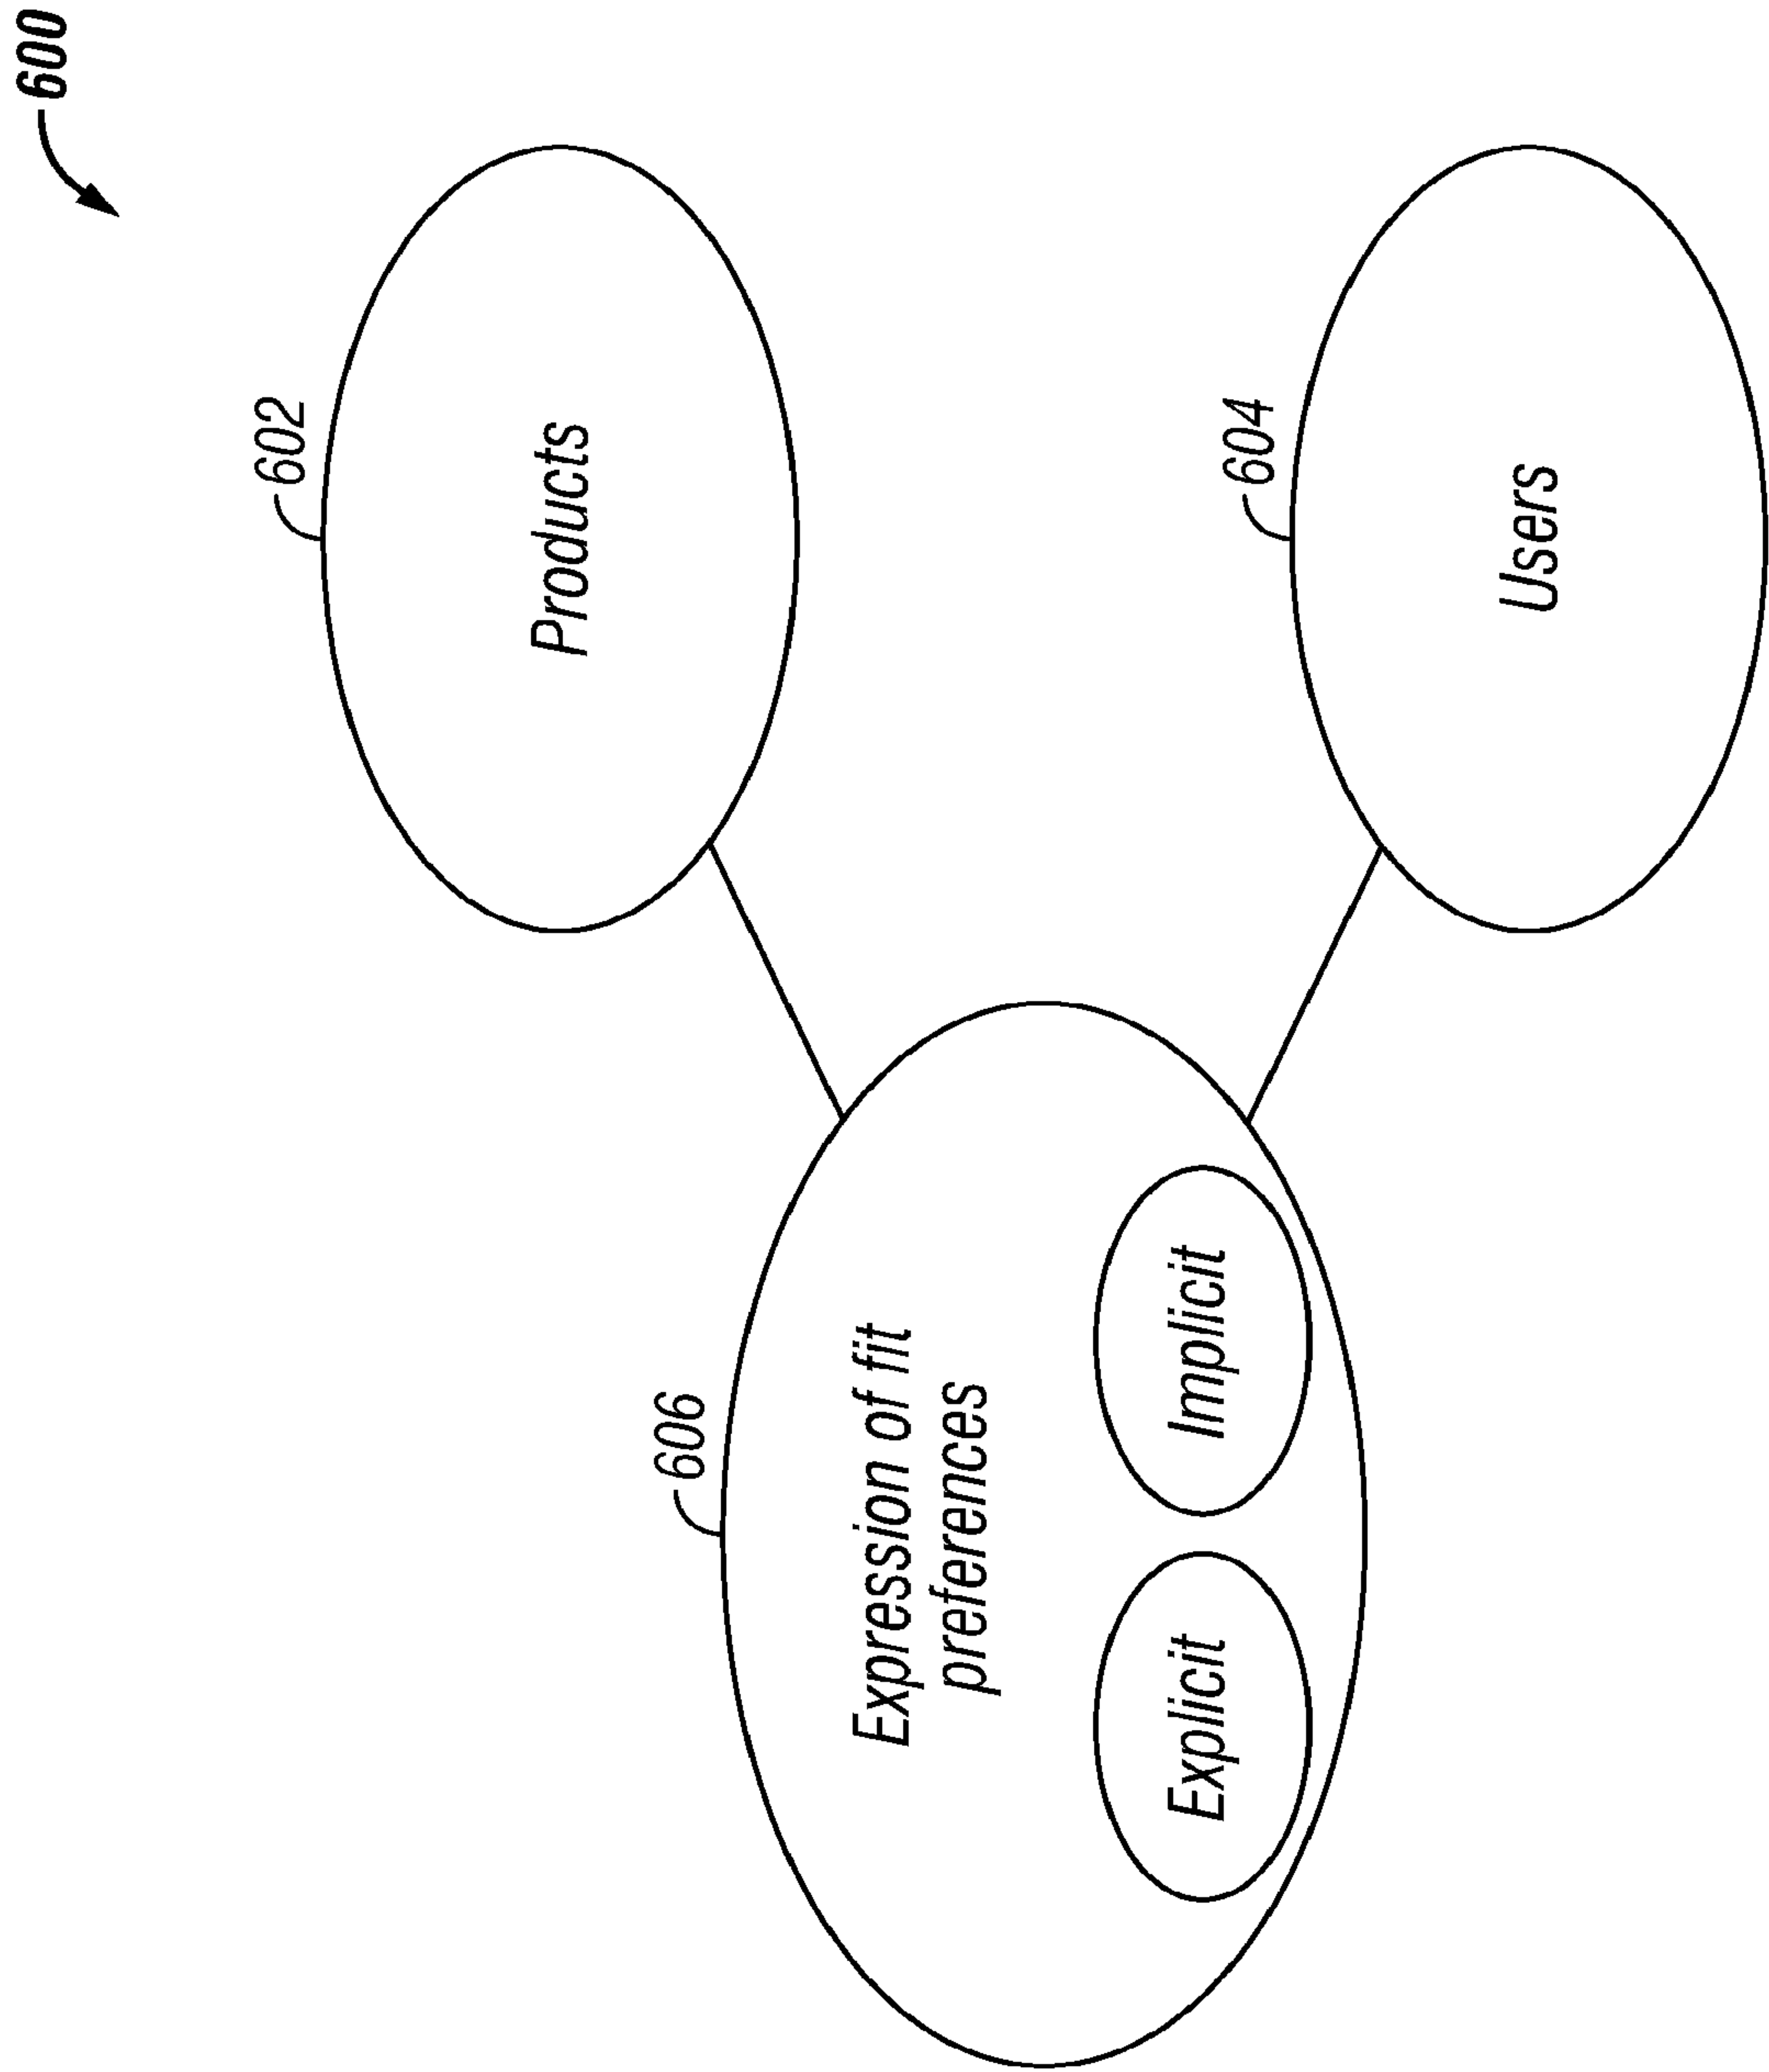 600
602
Products
606
Expression of fit
preferences
Explicit
Implicit
604
Users